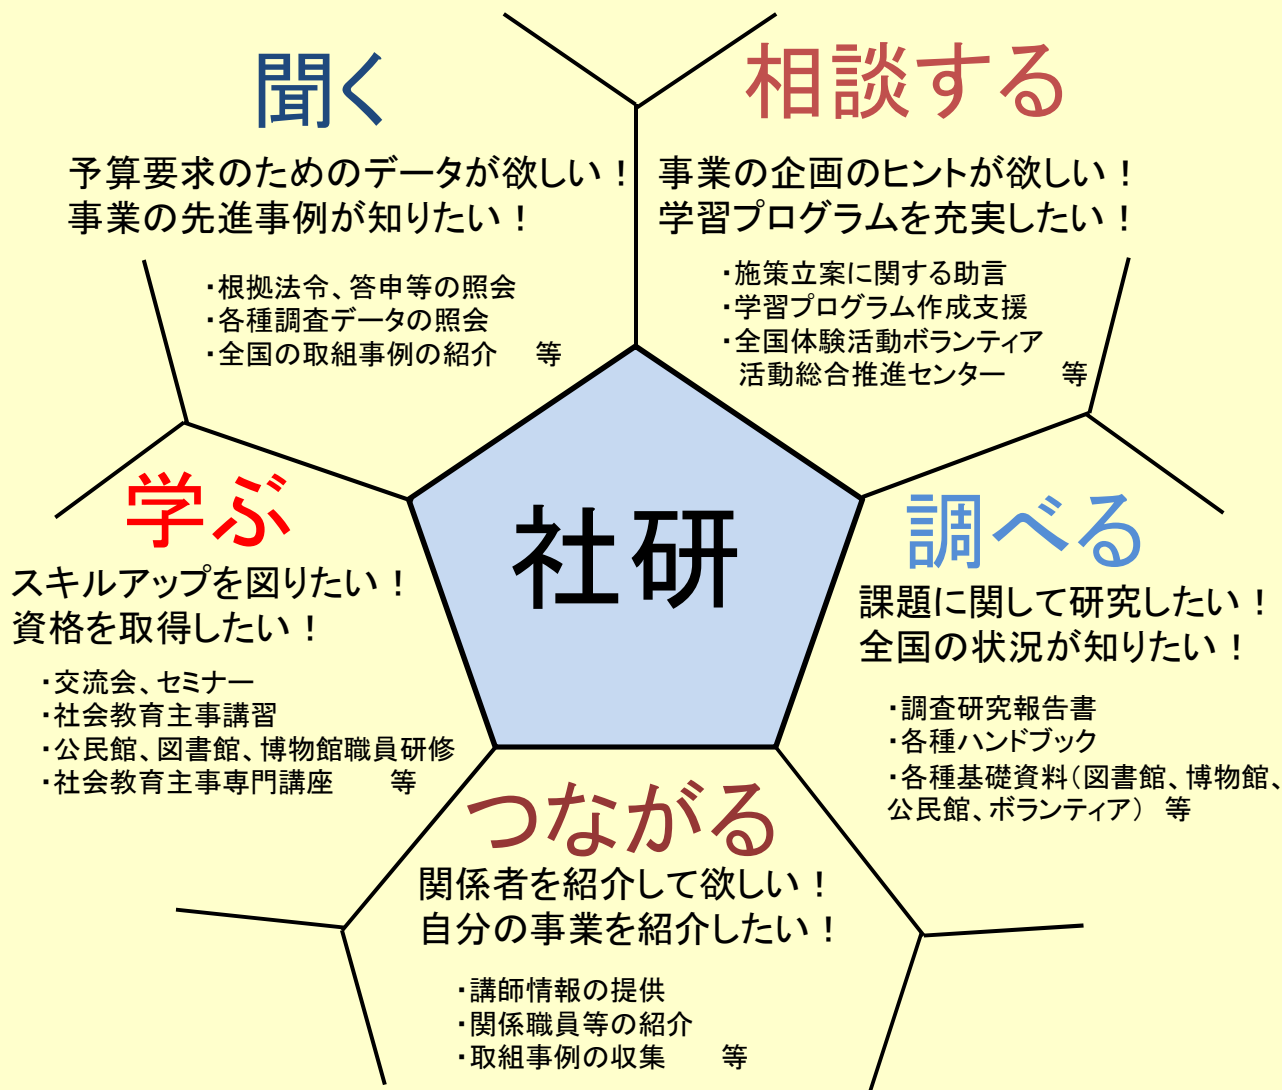 聞く
予算要求のためのデータが欲しい！
事業の先進事例が知りたい！
・根拠法令、答申等の照会
・各種調査データの照会
・全国の取組事例の紹介　等
相談する
事業の企画のヒントが欲しい！
学習プログラムを充実したい！
・施策立案に関する助言
・学習プログラム作成支援
・全国体験活動ボランティア
活動総合推進センター　　等
学ぶ
スキルアップを図りたい！
資格を取得したい！
・交流会、セミナー
・社会教育主事講習
・公民館、図書館、博物館職員研修
・社会教育主事専門講座　　等
社研
調べる
課題に関して研究したい！
全国の状況が知りたい！
・調査研究報告書
・各種ハンドブック
・各種基礎資料（図書館、博物館、
公民館、ボランティア）　等
つながる
関係者を紹介して欲しい！
自分の事業を紹介したい！
・講師情報の提供
・関係職員等の紹介
・取組事例の収集　　等